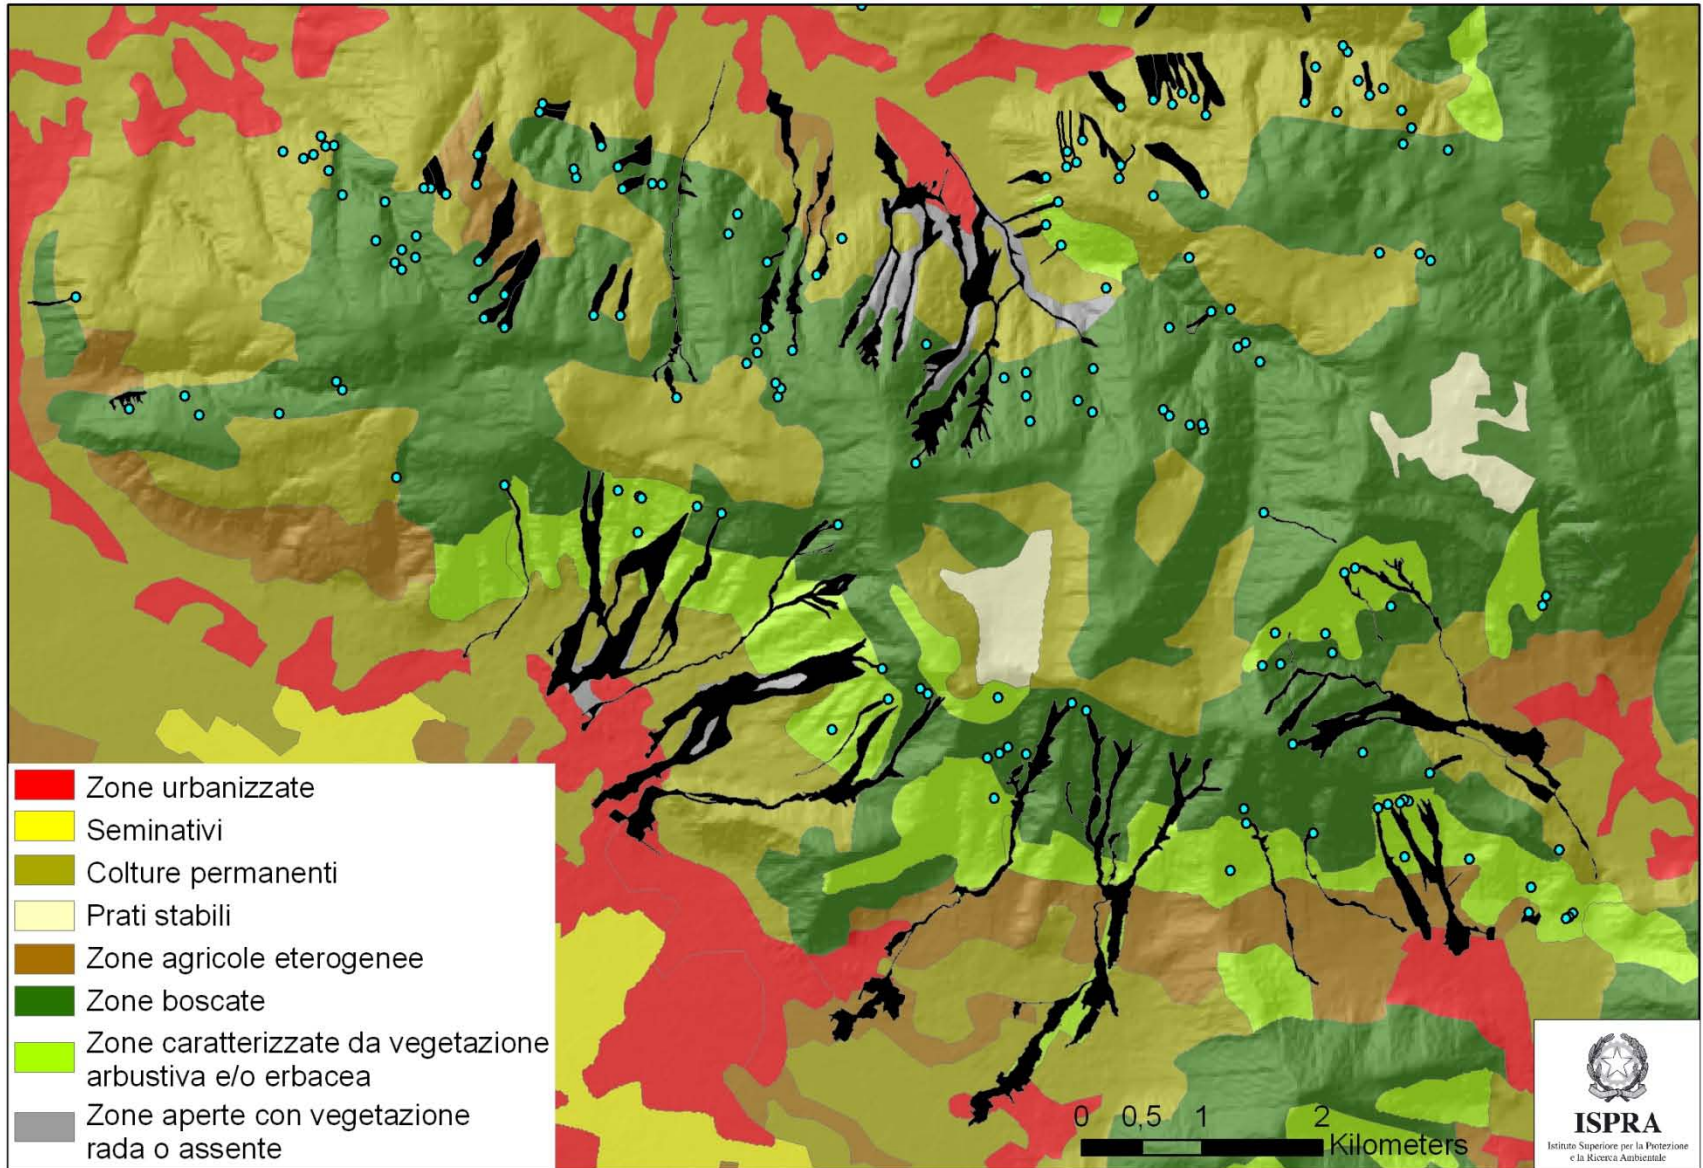 Zone urbanizzate
Seminativi
Colture permanenti
Prati stabili
Zone agricole eterogenee
Zone boscate
Zone caratterizzate da vegetazione
arbustiva e/o erbacea
Zone aperte con vegetazione
rada o assente
0 0,5 1 2
Kilometers
ISPRA
Istituto Superiore per la Protezione
e la Ricerca Ambientale